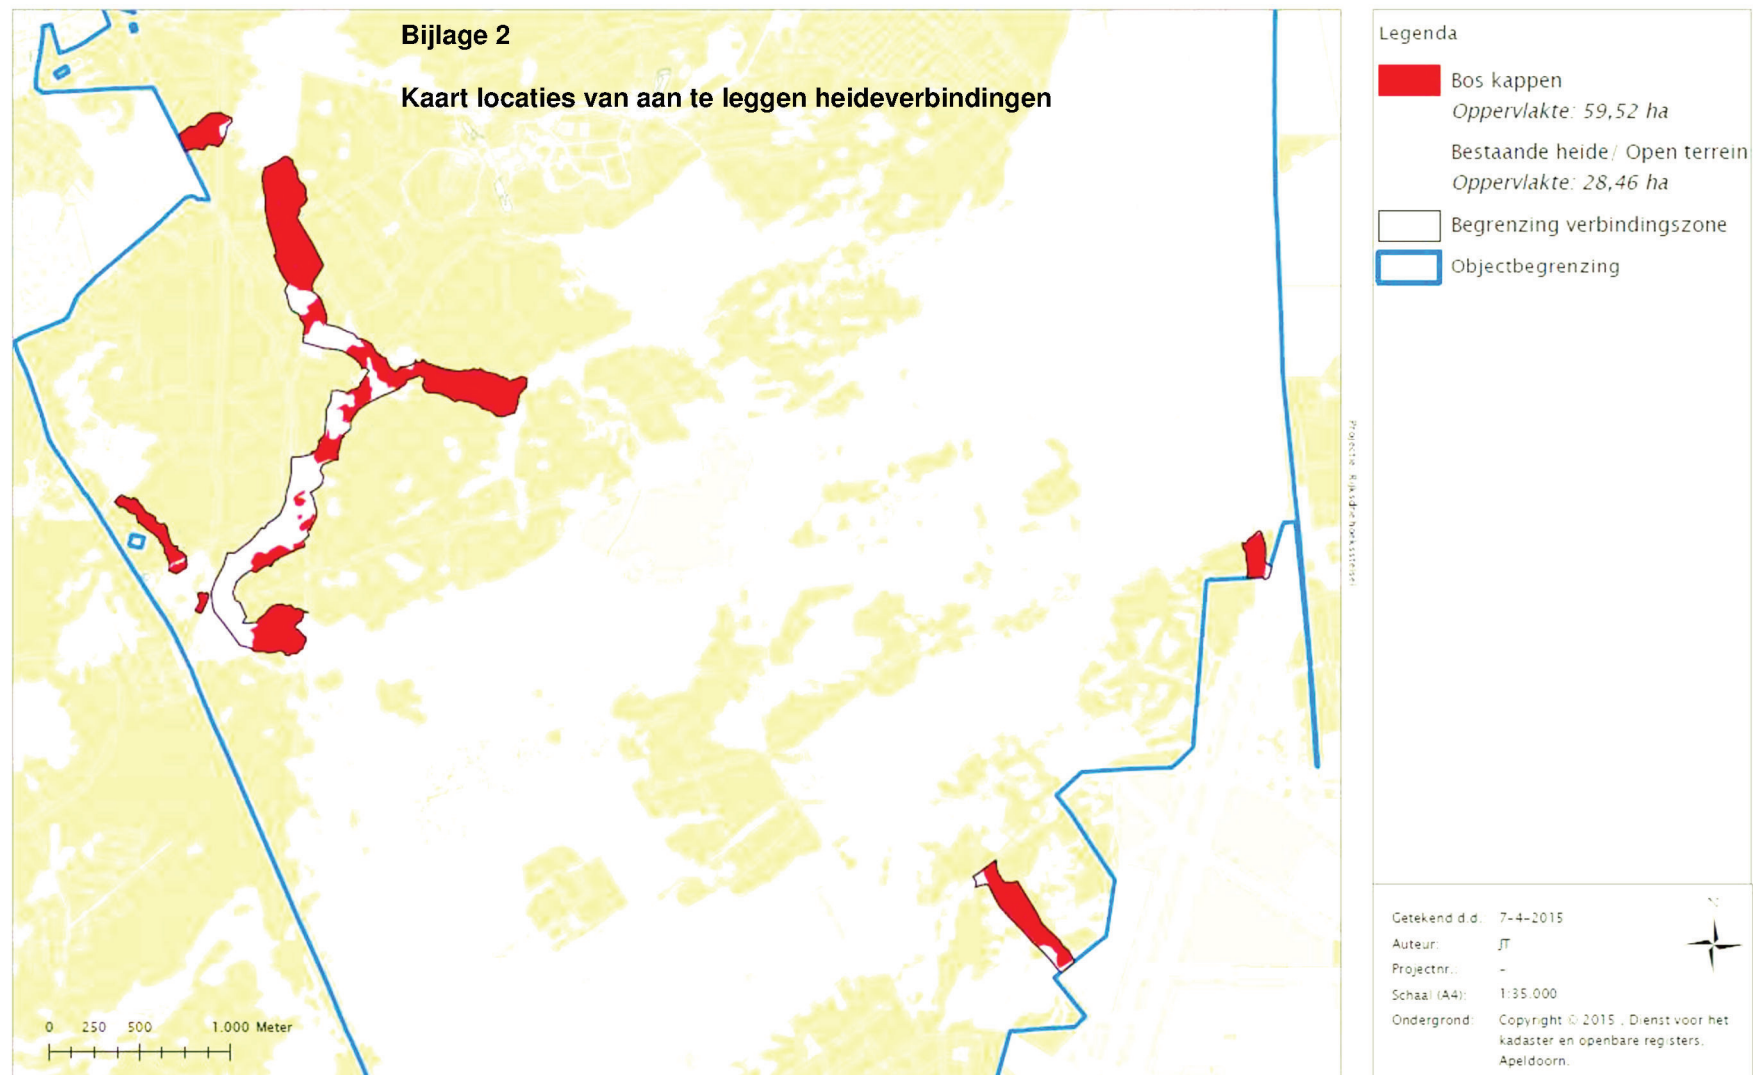 Bijlage 2
Kaart locaties van aan te leggen heideverbindingen
Legenda
Bos kappen
Oppervlakte: 59,52 ha
Bestaande heide/ Open terrein
Oppervlakte: 28,46 ha
Begrenzing verbindingszone
Objectbegrenzing
Projectie: Rijksdriehoeksstelsel
0 250 500 1.000 Meter
N
Getekend d.d.: 7-4-2015
Auteur: JT
Projectnr.: -
Schaal (A4): 1:35.000
Ondergrond: Copyright © 2015 , Dienst voor het
kadaster en openbare registers,
Apeldoorn.